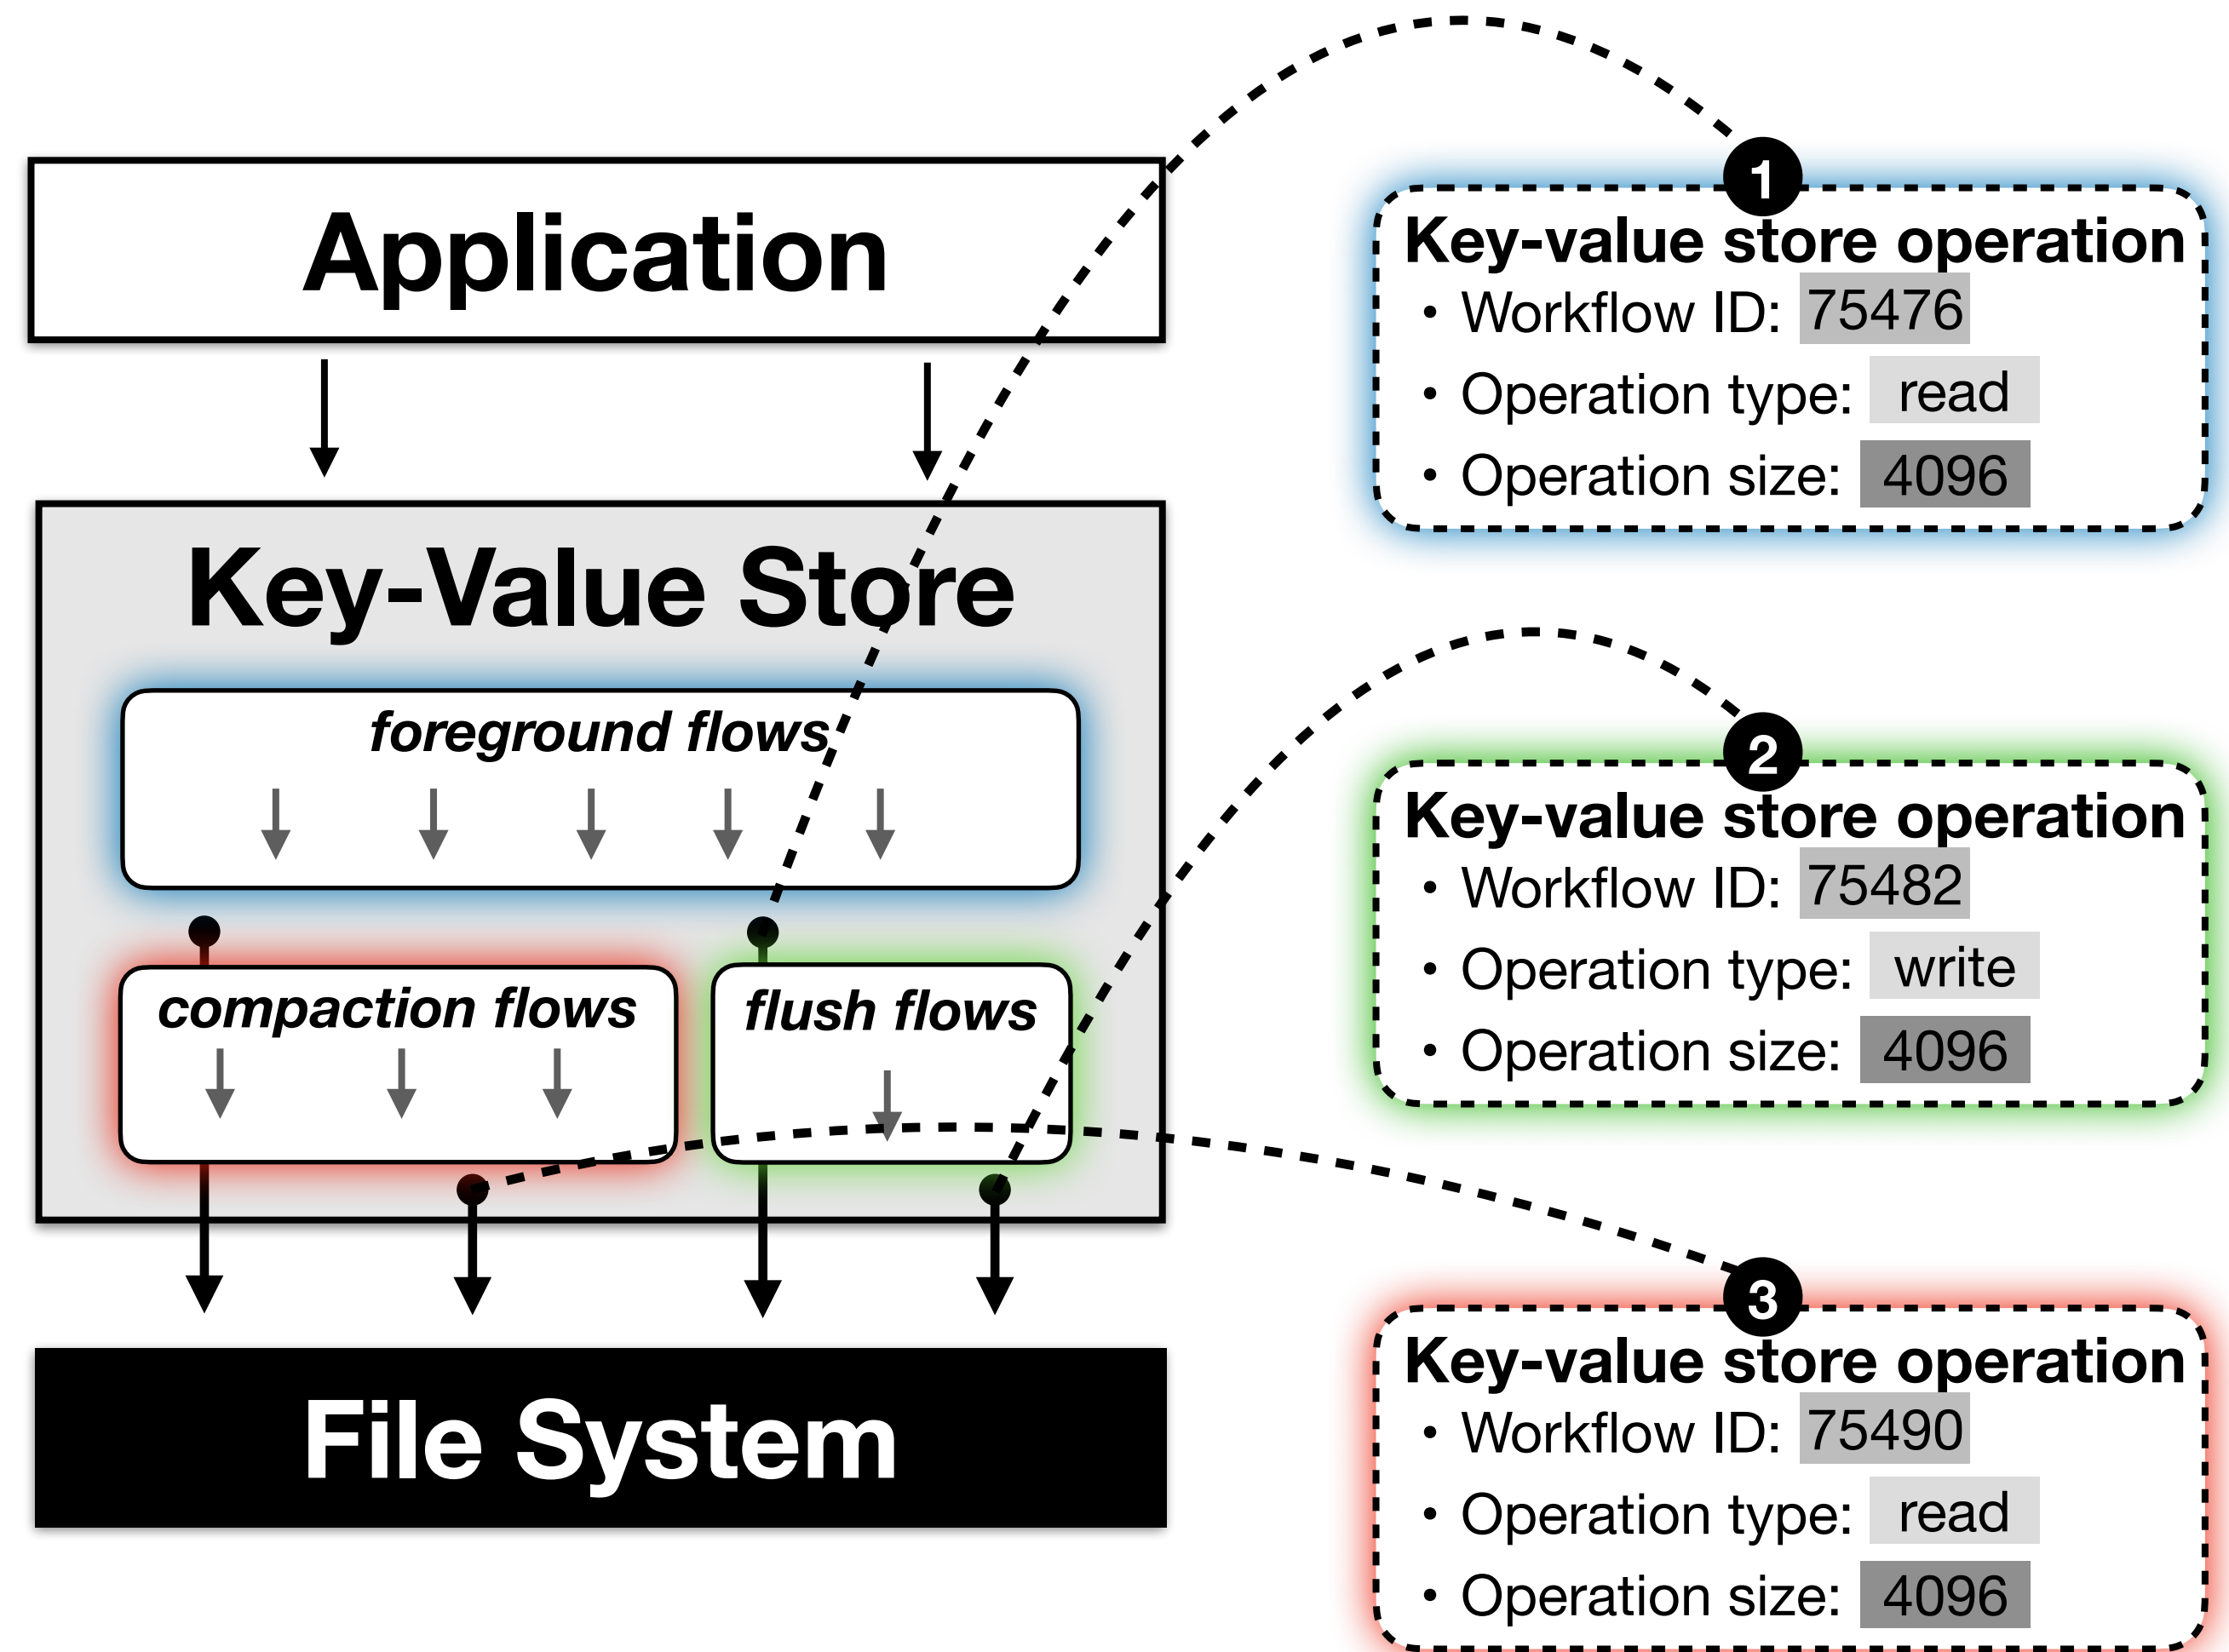 Application
Key-Value Store
foreground flows
compaction flows
flush flows
File System
1
Key-value store operation
• Workflow ID: 75476
• Operation type: read
• Operation size: 4096
2
Key-value store operation
• Workflow ID: 75482
• Operation type: write
• Operation size: 4096
3
Key-value store operation
• Workflow ID: 75490
• Operation type: read
• Operation size: 4096